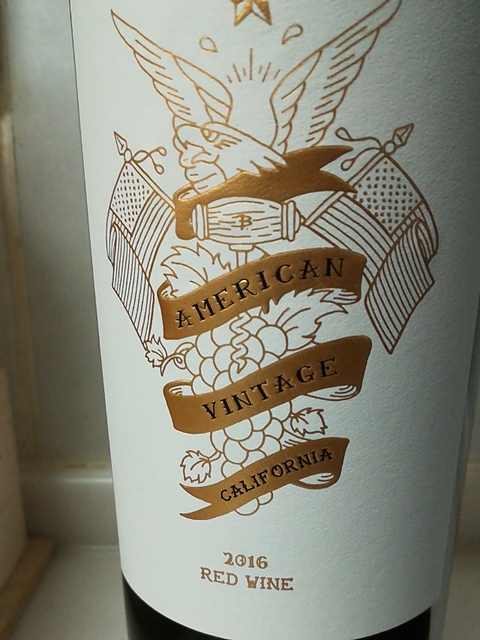 B
AMERICAN
VINTAGE
CALIFORNIA
2016
RED WINE